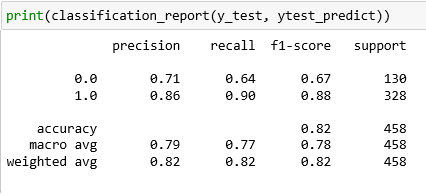 print(classification_report(y_test, ytest_predict))
precision recall f1-score support
0.0 0.71 0.64 0.67 130
1.0 0.86 0.90 0.88 328
accuracy 0.82 458
macro avg 0.79 0.77 0.78 458
weighted avg 0.82 0.82 0.82 458